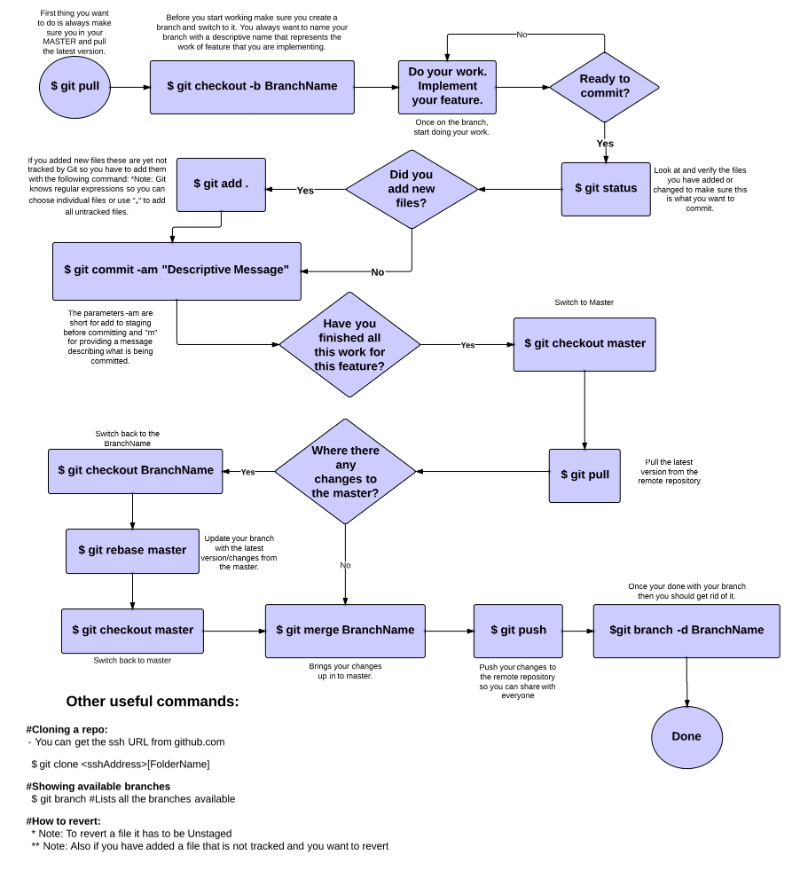 First thing you want
to do is always make
sure you in your
MASTER and pull
the latest version.
$ git pull
Before you start working make sure you create a
branch and switch to it. You always want to name your
branch with a descriptive name that represents the
work of feature that you are implementing.
$ git checkout -b BranchName
Do your work.
Implement
your feature.
Once on the branch,
start doing your work.
No
Ready to
commit?
Yes
$ git status
Look at and verify the files
you have added or
changed to make sure this
is what you want to
commit.
Did you
add new
files?
Yes
$ git add .
If you added new files these are yet not
tracked by Git so you have to add them
with the following command: *Note: Git
knows regular expressions so you can
choose individual files or use "." to add
all untracked files.
No
$ git commit -am "Descriptive Message"
The parameters -am are
short for add to staging
before committing and "m"
for providing a message
describing what is being
committed.
Have you
finished all
this work for
this feature?
Yes
Switch to Master
$ git checkout master
$ git pull
Pull the latest
version from the
remote repository
Where there
any
changes to
the master?
Yes
Switch back to the
BranchName
$ git checkout BranchName
$ git rebase master
Update your branch
with the latest
version/changes from
the master.
No
$ git checkout master
Switch back to master
$ git merge BranchName
Brings your changes
up in to master.
$ git push
Push your changes to
the remote repository
so you can share with
everyone
Once your done with your branch
then you should get rid of it.
$git branch -d BranchName
Done
Other useful commands:
#Cloning a repo:
- You can get the ssh URL from github.com
$ git clone <sshAddress>[FolderName]
#Showing available branches
$ git branch #Lists all the branches available
#How to revert:
* Note: To revert a file it has to be Unstaged
** Note: Also if you have added a file that is not tracked and you want to revert